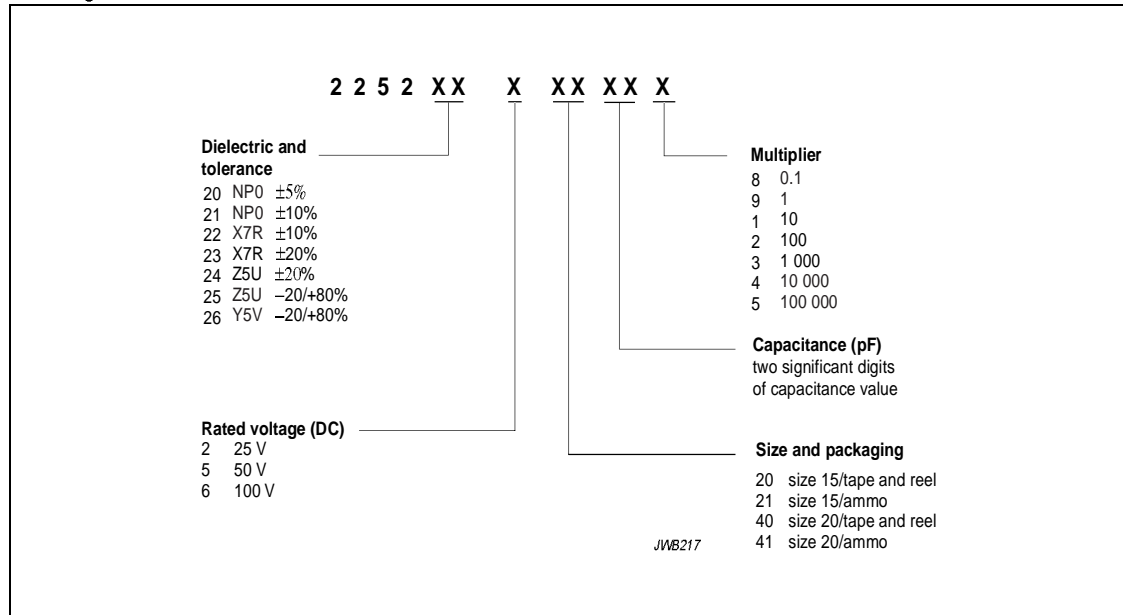 2 2 5 2 X X X X X X X X
Dielectric and
tolerance
20 NP0 ±5%
21 NP0 ±10%
22 X7R ±10%
23 X7R ±20%
24 Z5U ±20%
25 Z5U –20/+80%
26 Y5V –20/+80%
Rated voltage (DC)
2 25 V
5 50 V
6 100 V
Multiplier
8 0.1
9 1
1 10
2 100
3 1 000
4 10 000
5 100 000
Capacitance (pF)
two significant digits
of capacitance value
Size and packaging
20 size 15/tape and reel
21 size 15/ammo
40 size 20/tape and reel
41 size 20/ammo
JWB217